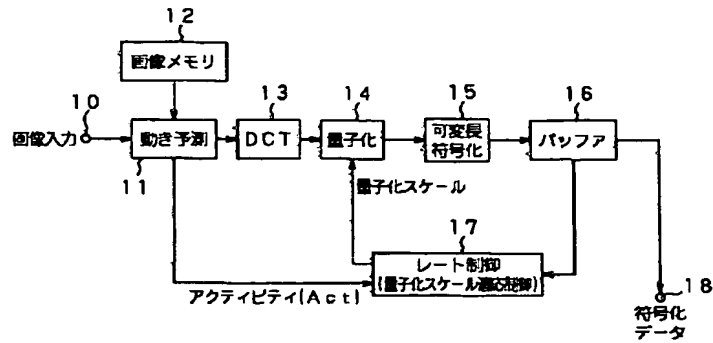 12
画像メモリ
10
13
14
15
16
画像入力
動き予測
DCT
量子化
可変長
符号化
バッファ
11
量子化スケール
17
レート制御
(量子化スケール適応制御)
アクティビティ(Act)
18
符号化
データ